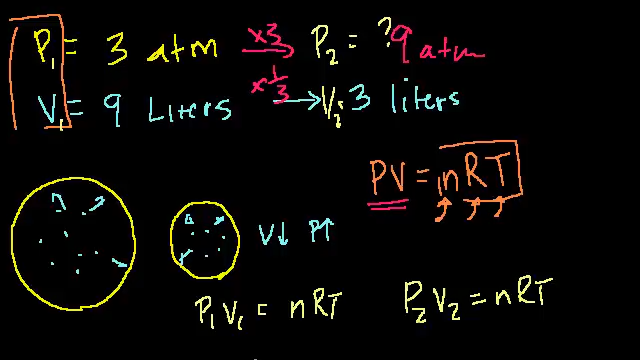 P₁ = 3 atm ×3 P₂ = ? 9 atm
V₁ = 9 Liters ×1/3 → V₂ 3 liters
PV = nRT
V↓ P↑
P₁V₁ = nRT P₂V₂ = nRT